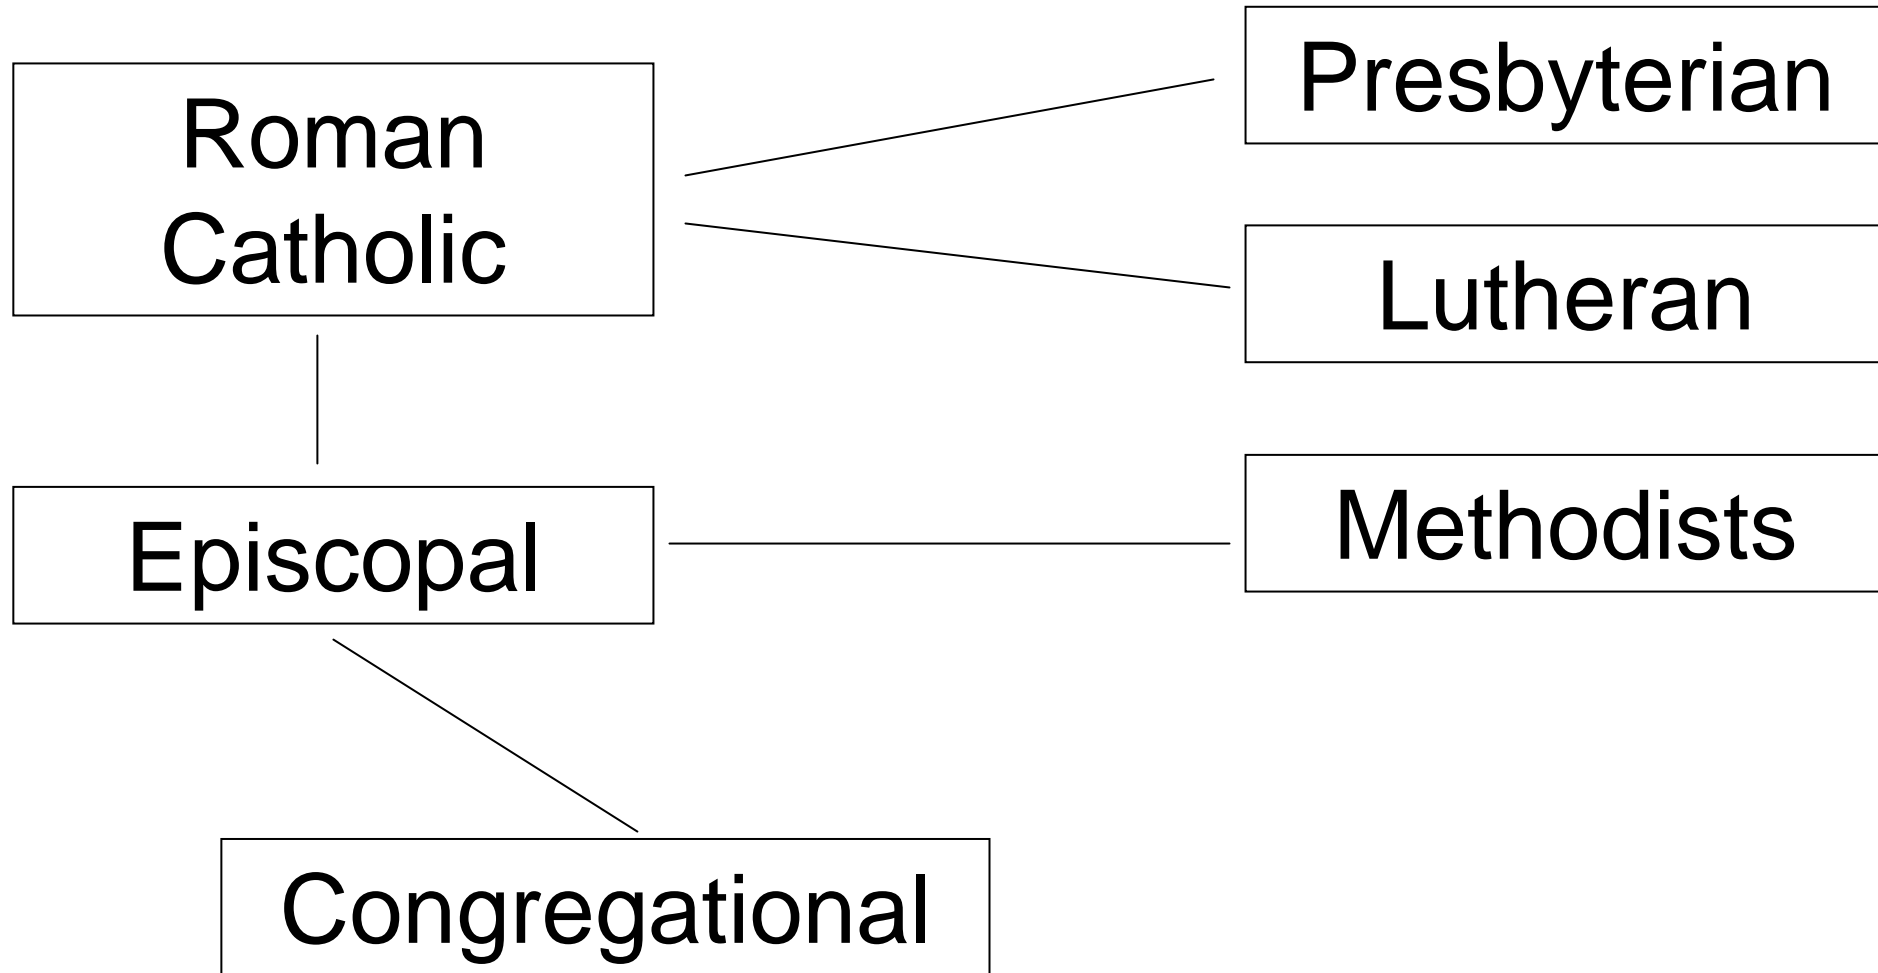 Presbyterian
Roman
Catholic
Lutheran
Episcopal
Methodists
Congregational